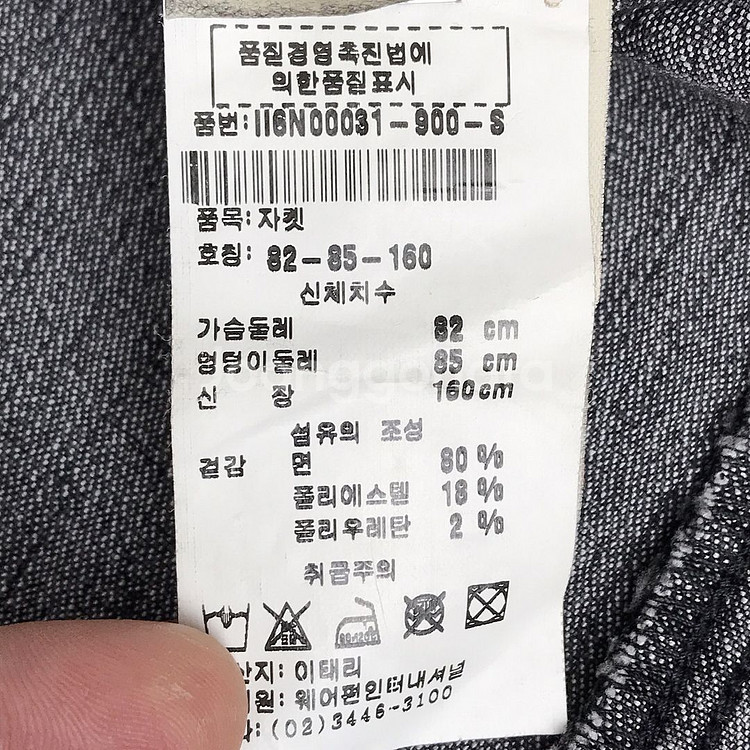 품질경영촉진법에
의한품질표시
품번:II6N00031-900-S
품목:자켓
호칭: 82-85-160
신체치수
가슴둘레 82 cm
엉덩이둘레 85 cm
신 장 160cm
섬유의 조성
겉감 면 80 %
폴리에스텔 18 %
폴리우레탄 2 %
취급주의
산지: 이태리
원: 웨어펀인터내셔널
: (02)3446-3100